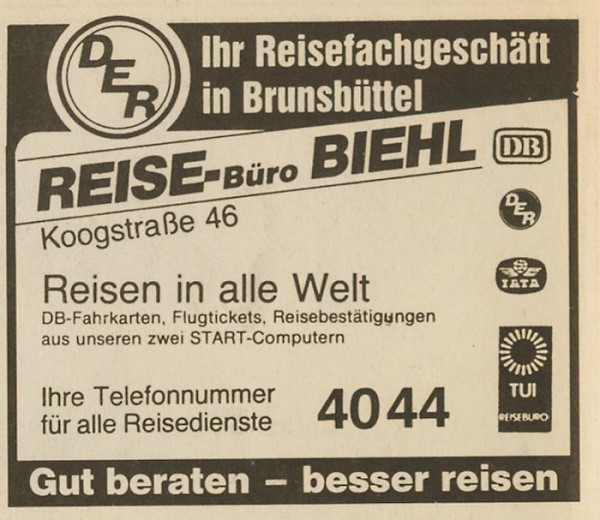 DER
Ihr Reisefachgeschäft
in Brunsbüttel
REISE-Büro BIEHL
Koogstraße 46
DB
DER
IATA
Reisen in alle Welt
DB-Fahrkarten, Flugtickets, Reisebestätigungen
aus unseren zwei START-Computern
TUI
REISEBÜRO
Ihre Telefonnummer
für alle Reisedienste
4044
Gut beraten – besser reisen